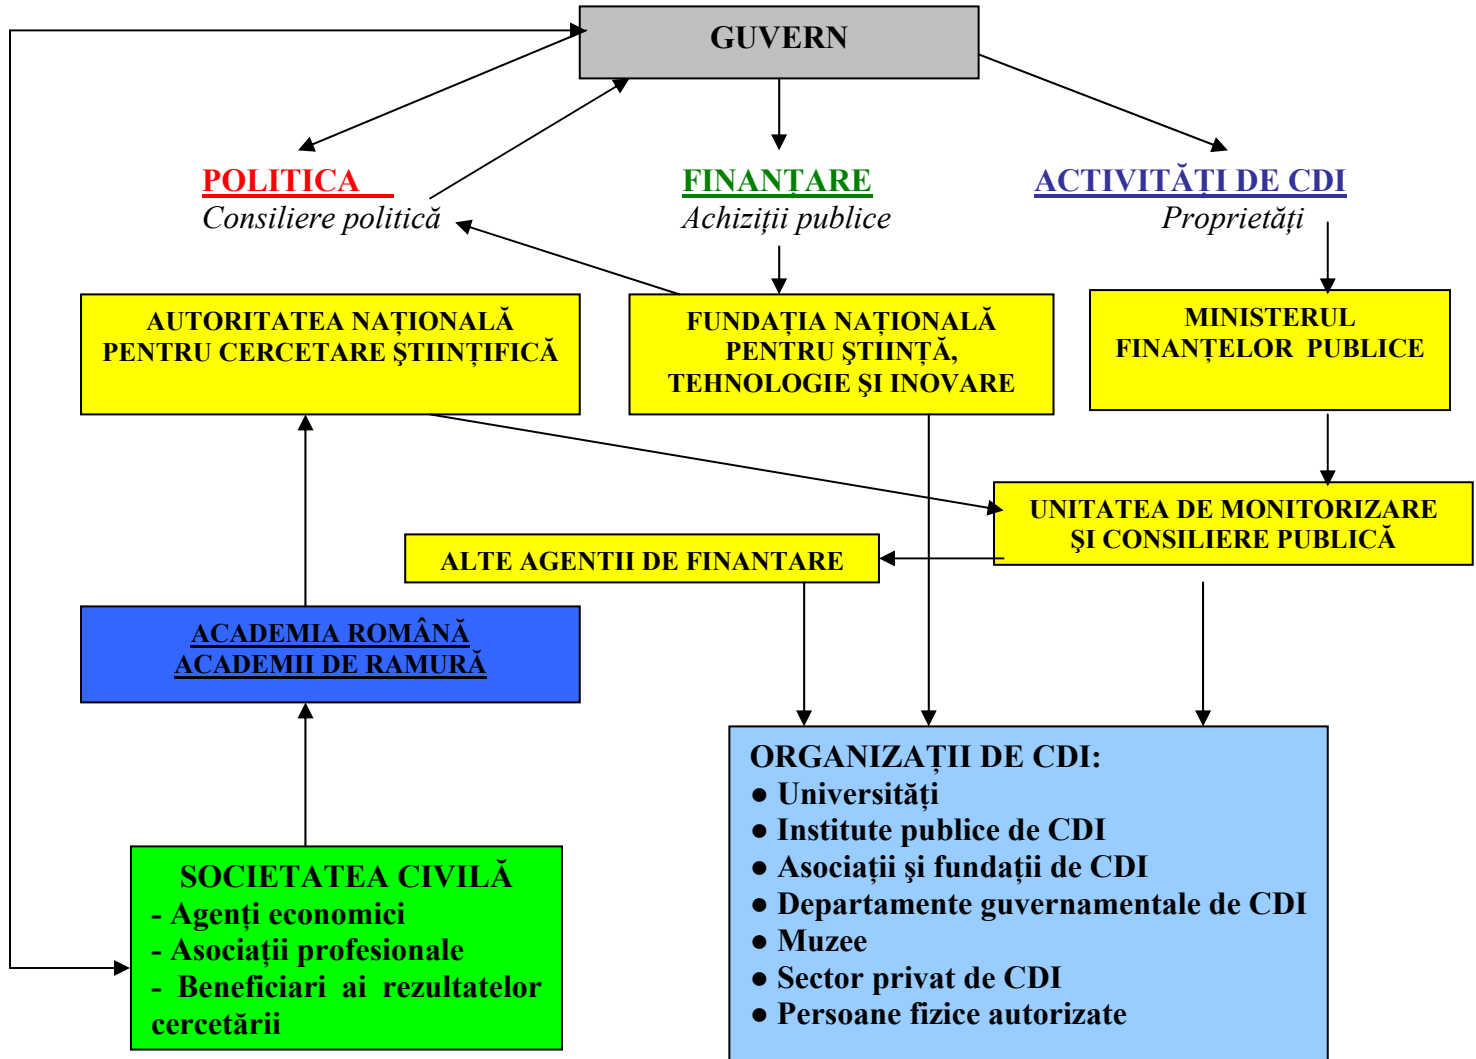 GUVERN
POLITICA
Consiliere politică
FINANȚARE
Achiziții publice
ACTIVITĂȚI DE CDI
Proprietăți
AUTORITATEA NAȚIONALĂ
PENTRU CERCETARE ŞTIINȚIFICĂ
FUNDAȚIA NAȚIONALĂ
PENTRU ŞTIINȚĂ,
TEHNOLOGIE ŞI INOVARE
MINISTERUL
FINANȚELOR PUBLICE
UNITATEA DE MONITORIZARE
ŞI CONSILIERE PUBLICĂ
ALTE AGENTII DE FINANTARE
ACADEMIA ROMÂNĂ
ACADEMII DE RAMURĂ
SOCIETATEA CIVILĂ
- Agenți economici
- Asociații profesionale
- Beneficiari ai rezultatelor
cercetării
ORGANIZAȚII DE CDI:
● Universități
● Institute publice de CDI
● Asociații şi fundații de CDI
● Departamente guvernamentale de CDI
● Muzee
● Sector privat de CDI
● Persoane fizice autorizate